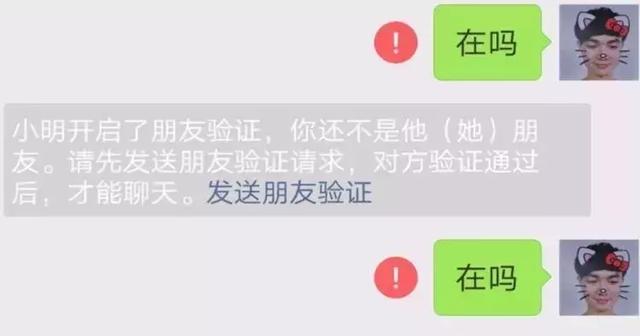 在吗
小明开启了朋友验证，你还不是他（她）朋
友。请先发送朋友验证请求，对方验证通过
后，才能聊天。发送朋友验证
在吗